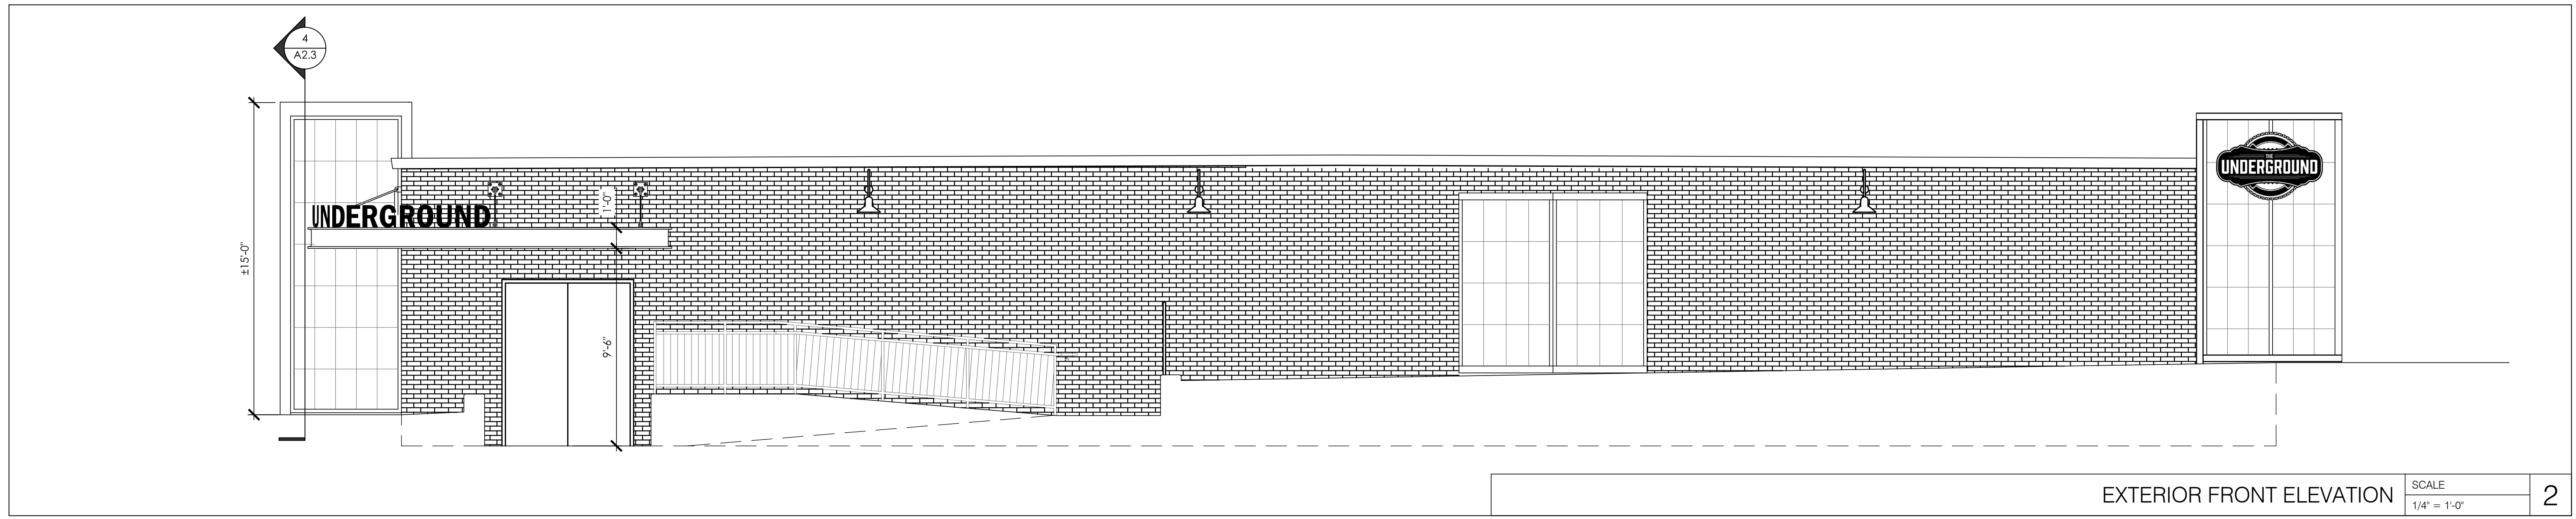 4
A2.3
±15'-0"
UNDERGROUND
1'-0"
9'-6"
THE
UNDERGROUND
EXTERIOR FRONT ELEVATION
SCALE
1/4" = 1'-0"
2